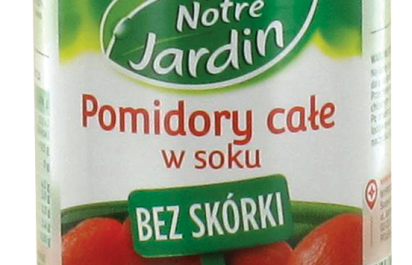 Notre
Jardin
Pomidory całe
w soku
BEZ SKÓRKI